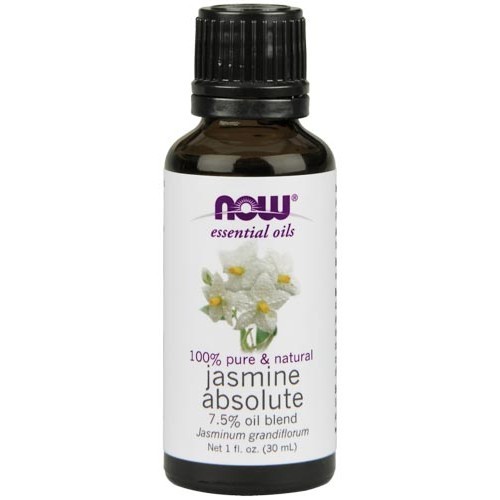 now®
essential oils
100% pure & natural
jasmine
absolute
7.5% oil blend
Jasminum grandiflorum
Net 1 fl. oz. (30 mL)